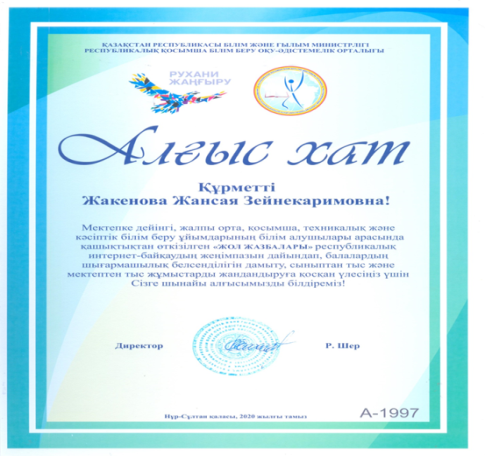 ҚАЗАҚСТАН РЕСПУБЛИКАСЫ БІЛІМ ЖӘНЕ ҒЫЛЫМ МИНИСТРЛІГІ
РЕСПУБЛИКАЛЫҚ ҚОСЫМША БІЛІМ БЕРУ ОҚУ-ӘДІСТЕМЕЛІК ОРТАЛЫҒЫ
РУХАНИ
ЖАҢҒЫРУ
Алғыс хат
Құрметті
Жакенова Жансая Зейнекаримовна!
Мектепке дейінгі, жалпы орта, қосымша, техникалық және
кәсіптік білім беру ұйымдарының білім алушылары арасында
қашықтықтан өткізілген «ЖОЛ ЖАЗБАЛАРЫ» республикалық
интернет-байқаудың жеңімпазын дайындап, балалардың
шығармашылық белсенділігін дамыту, сыныптан тыс және
мектептен тыс жұмыстарды жандандыруға қосқан үлесіңіз үшін
Сізге шынайы алғысымызды білдіреміз!
Директор
Р. Шер
Нұр-Сұлтан қаласы, 2020 жылғы тамыз
А-1997